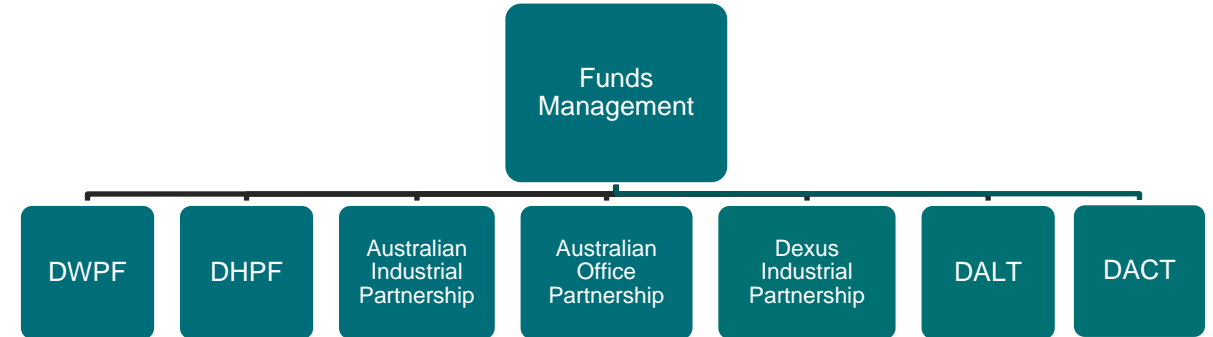 Funds
Management
DWPF
DHPF
Australian
Industrial
Partnership
Australian
Office
Partnership
Dexus
Industrial
Partnership
DALT
DACT